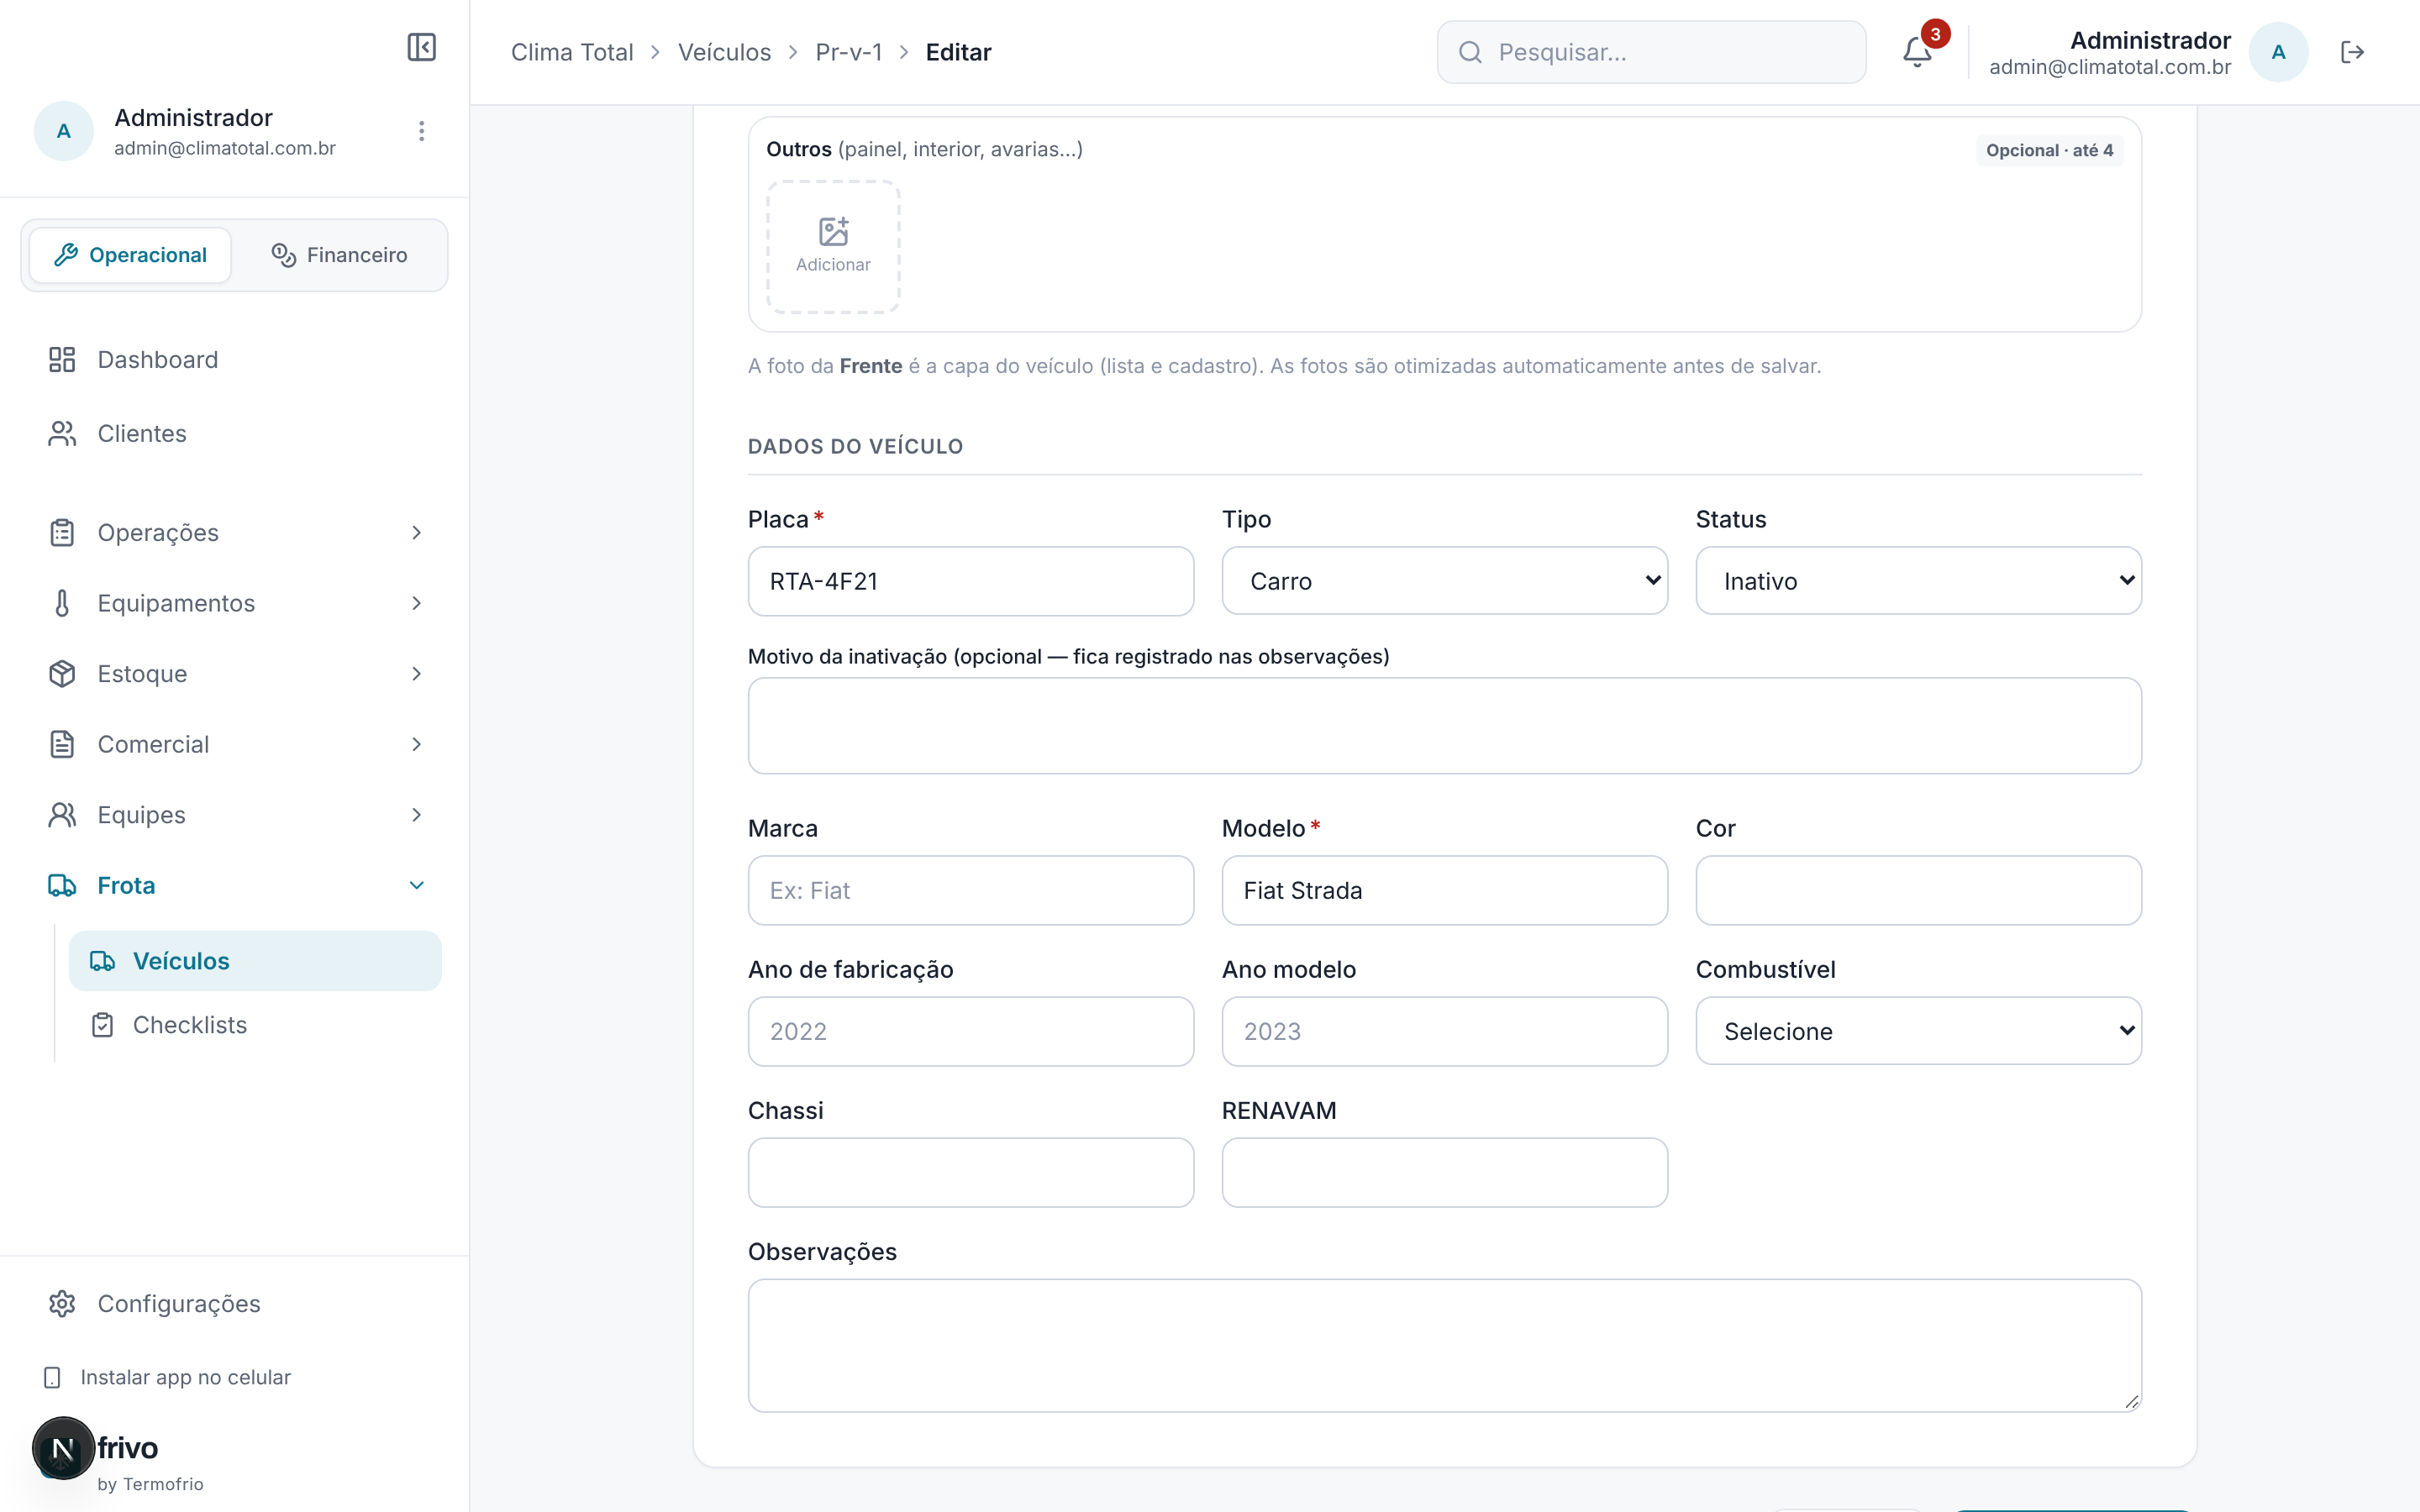 Clima Total > Veículos > Pr-v-1 > Editar
Pesquisar...
3
Administrador
admin@climatotal.com.br
A
A
Administrador
admin@climatotal.com.br
Operacional
Financeiro
Dashboard
Clientes
Operações
Equipamentos
Estoque
Comercial
Equipes
Frota
Veículos
Checklists
Configurações
Instalar app no celular
N
frivo
by Termofrio
Outros (painel, interior, avarias...)
Opcional · até 4
Adicionar
A foto da Frente é a capa do veículo (lista e cadastro). As fotos são otimizadas automaticamente antes de salvar.
DADOS DO VEÍCULO
Placa* Tipo Status
RTA-4F21 Carro Inativo
Motivo da inativação (opcional — fica registrado nas observações)
Marca Modelo* Cor
Ex: Fiat Fiat Strada
Ano de fabricação Ano modelo Combustível
2022 2023 Selecione
Chassi RENAVAM
Observações